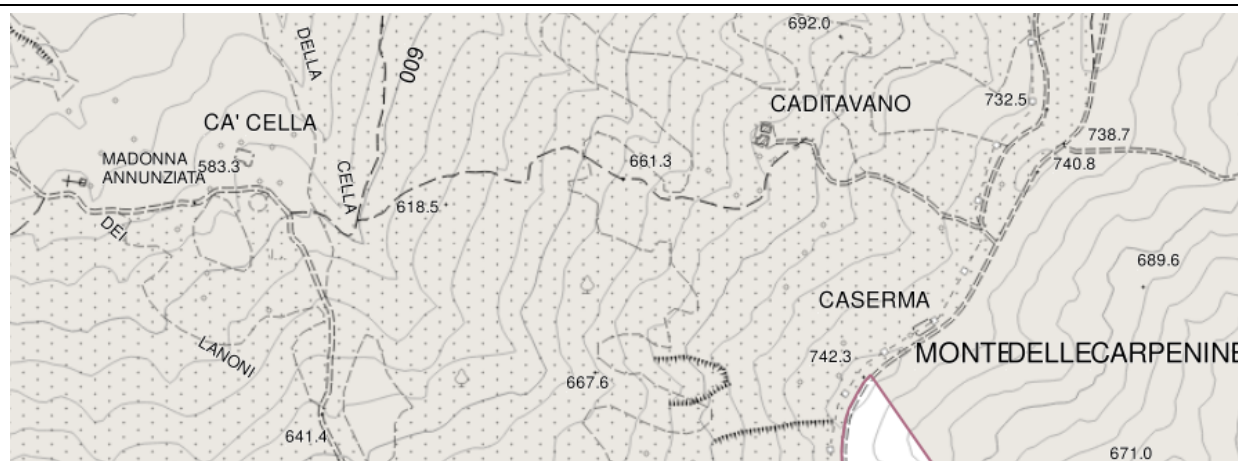 692.0
DELLA
600
CADITAVANO
732.5
CA' CELLA
738.7
MADONNA
ANNUNZIATA
583.3
661.3
740.8
CELLA
618.5
DEI
689.6
CASERMA
LANONI
742.3
MONTEDELLECARPENINE
667.6
641.4
671.0